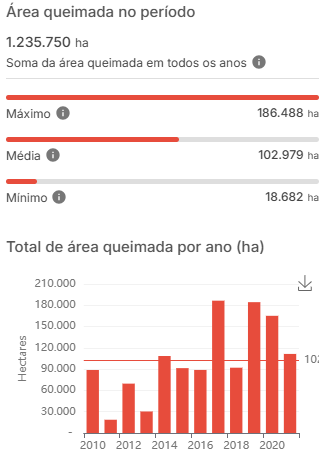 Área queimada no período
1.235.750 ha
Soma da área queimada em todos os anos
Máximo 186.488 ha
Média 102.979 ha
Mínimo 18.682 ha
Total de área queimada por ano (ha)
210.000
180.000
150.000
120.000
90.000
60.000
30.000
-
Hectares
102
2010 2012 2014 2016 2018 2020